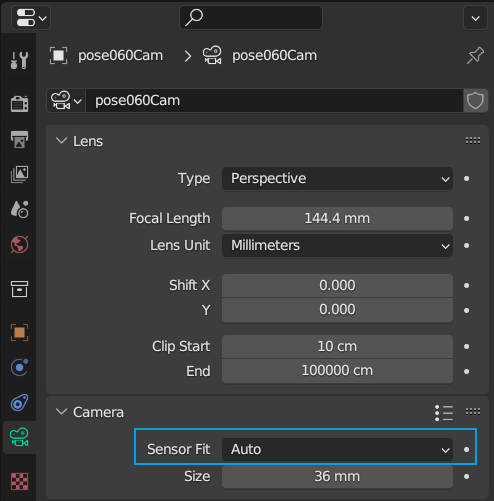 pose060Cam > pose060Cam
pose060Cam
Lens
Type Perspective
Focal Length 144.4 mm
Lens Unit Millimeters
Shift X 0.000
Y 0.000
Clip Start 10 cm
End 100000 cm
Camera
Sensor Fit Auto
Size 36 mm